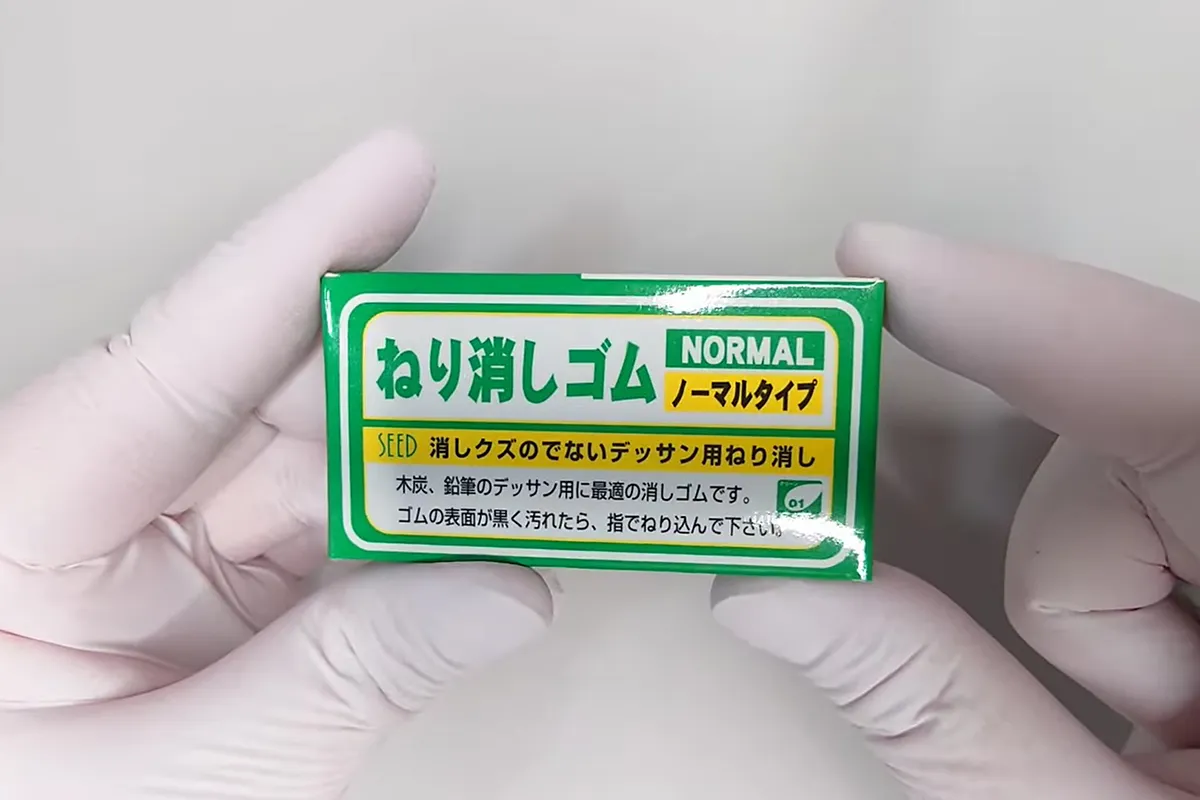 ねり消しゴム
NORMAL
ノーマルタイプ
SEED 消しクズのでないデッサン用ねり消し
木炭、鉛筆のデッサン用に最適の消しゴムです。
ゴムの表面が黒く汚れたら、指でねり込んで下さい。
01